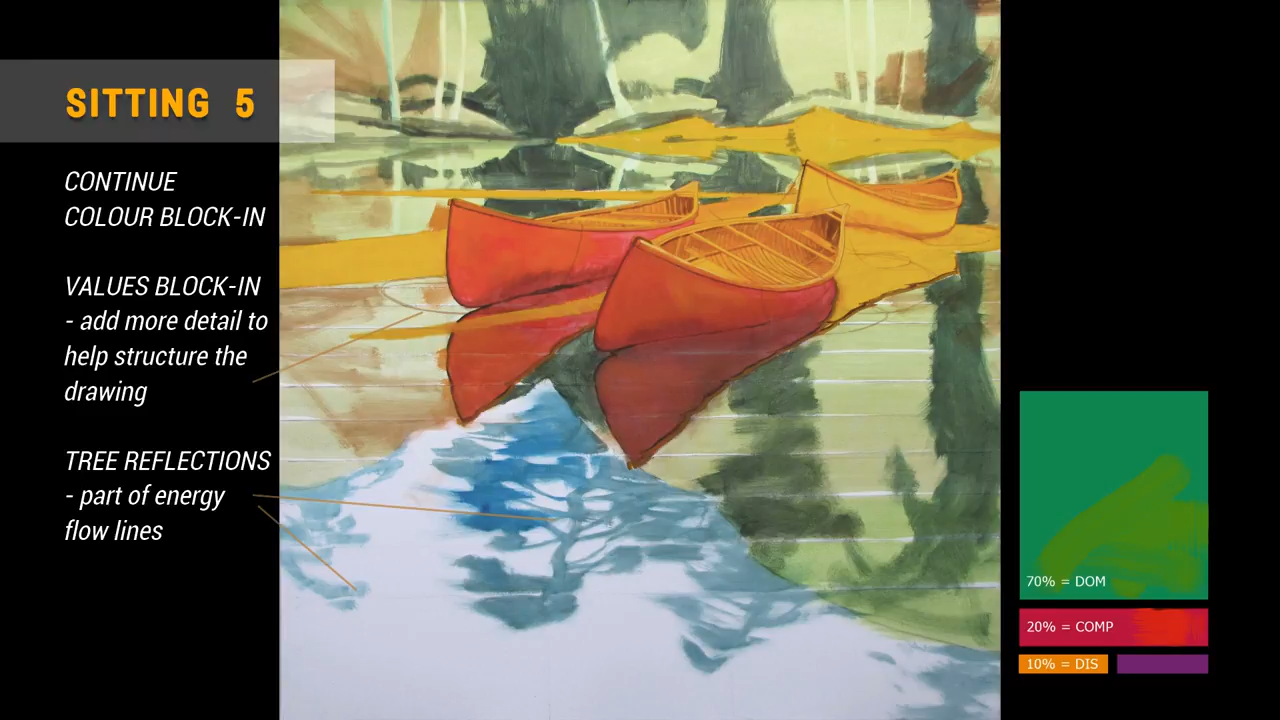 SITTING 5
CONTINUE
COLOUR BLOCK-IN
VALUES BLOCK-IN
- add more detail to
help structure the
drawing
TREE REFLECTIONS
- part of energy
flow lines
70% = DOM
20% = COMP
10% = DIS